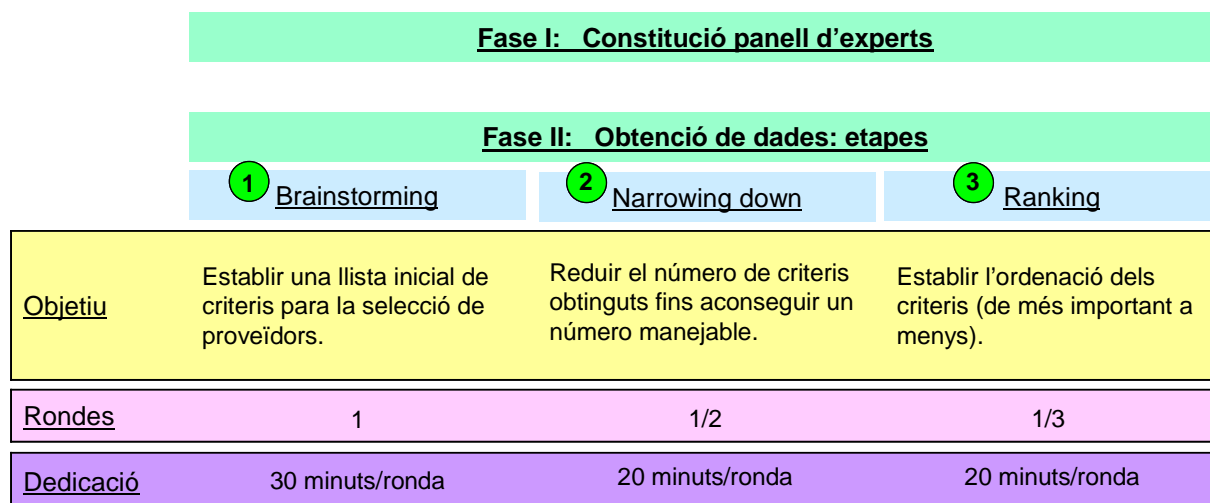 Fase I: Constitució panell d'experts
Fase II: Obtenció de dades: etapes
1 Brainstorming
2 Narrowing down
3 Ranking
Objetiu
Establir una llista inicial de
criteris para la selecció de
proveïdors.
Reduir el número de criteris
obtinguts fins aconseguir un
número manejable.
Establir l'ordenació dels
criteris (de més important a
menys).
Rondes
1
1/2
1/3
Dedicació
30 minuts/ronda
20 minuts/ronda
20 minuts/ronda